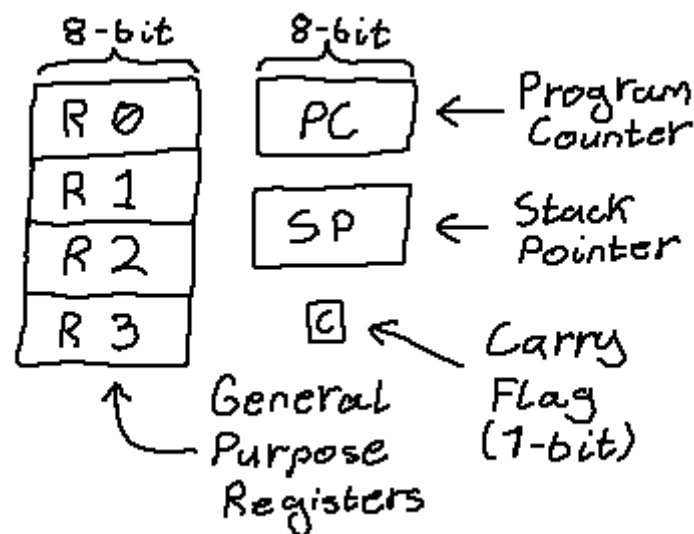 8-bit
8-bit
R 0
R 1
R 2
R 3
PC
Program
Counter
SP
Stack
Pointer
C
Carry
Flag
(1-bit)
General
Purpose
Registers